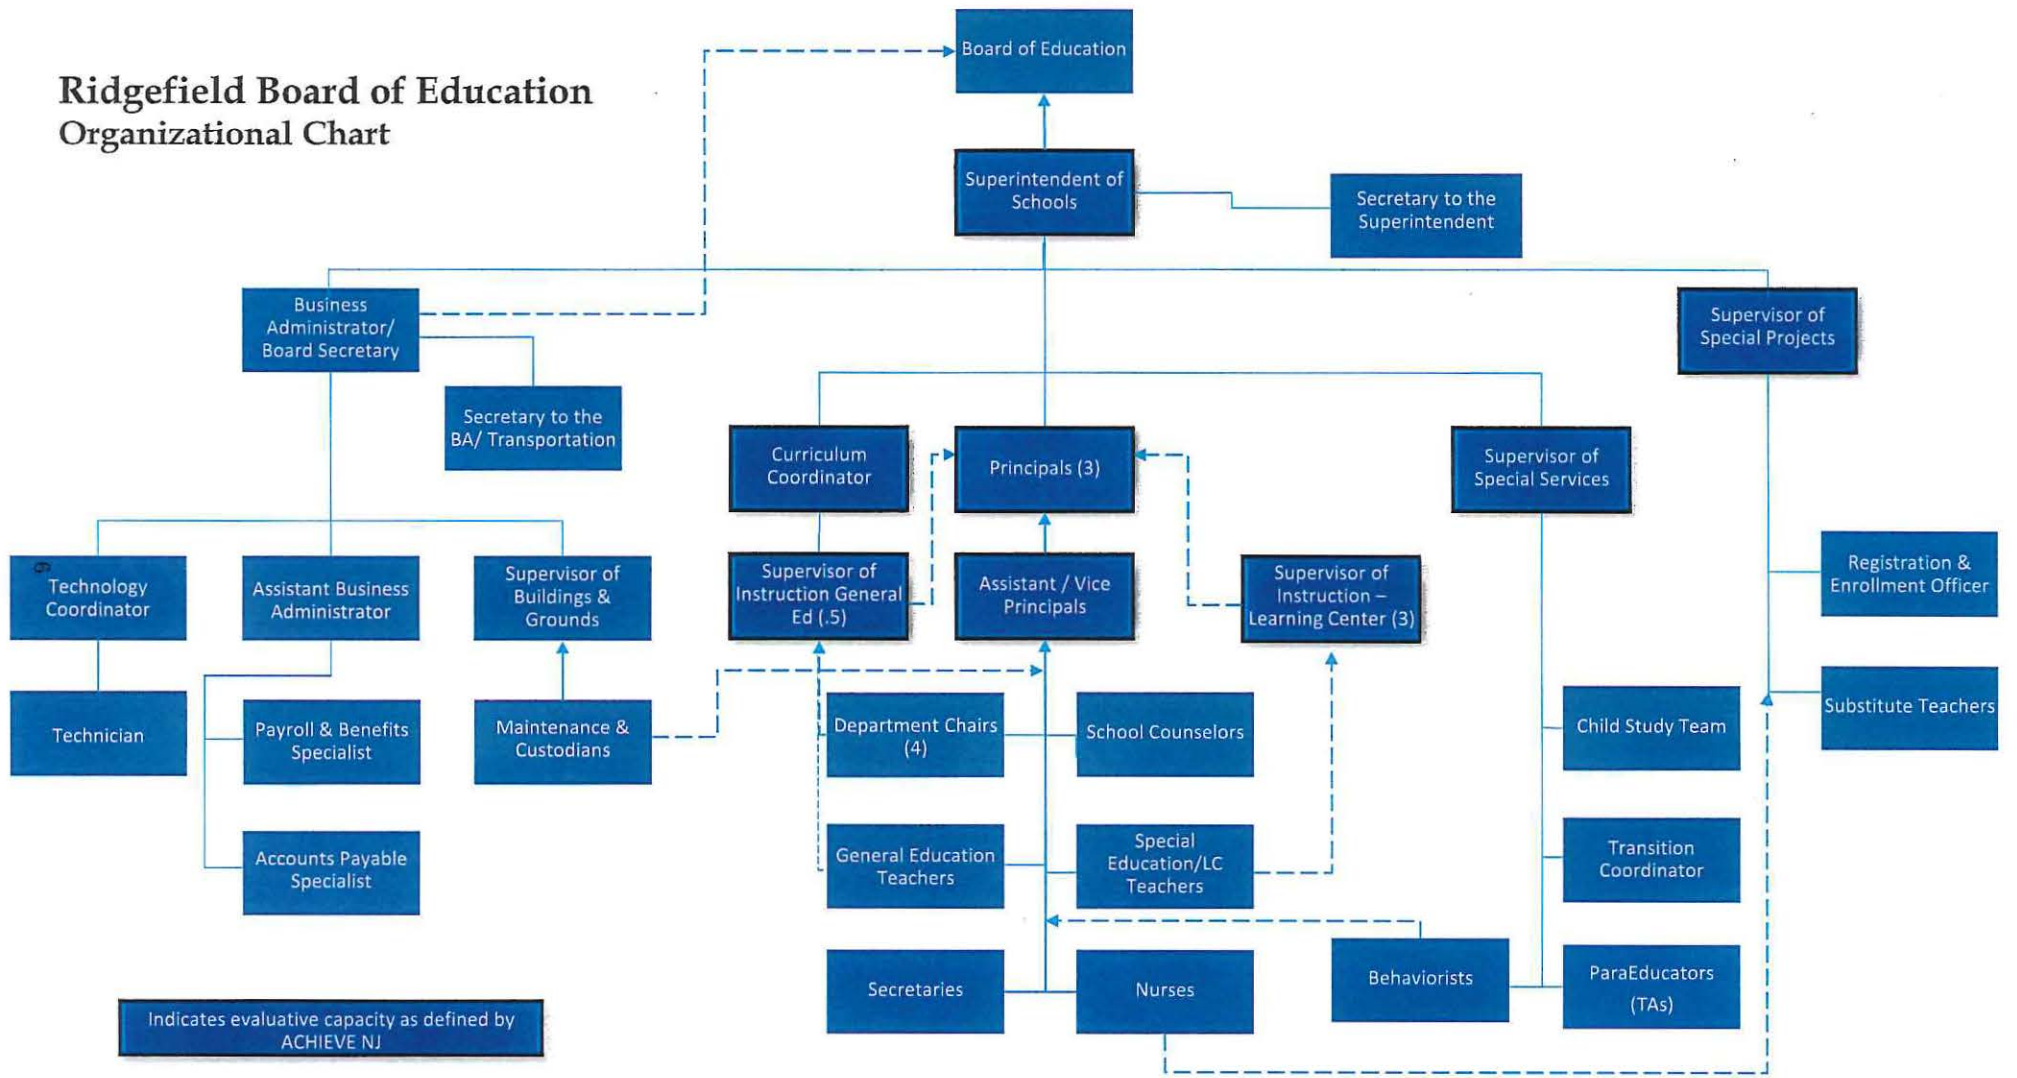 Board of Education
Ridgefield Board of Education
Organizational Chart
Superintendent of
Schools
Secretary to the
Superintendent
Business
Administrator/
Board Secretary
Supervisor of
Special Projects
Secretary to the
BA/ Transportation
Curriculum
Coordinator
Principals (3)
Supervisor of
Special Services
Technology
Coordinator
Assistant Business
Administrator
Supervisor of
Buildings &
Grounds
Supervisor of
Instruction General
Ed (.5)
Assistant / Vice
Principals
Supervisor of
Instruction –
Learning Center (3)
Registration &
Enrollment Officer
Technician
Payroll & Benefits
Specialist
Maintenance &
Custodians
Department Chairs
(4)
School Counselors
Child Study Team
Substitute Teachers
Accounts Payable
Specialist
General Education
Teachers
Special
Education/LC
Teachers
Transition
Coordinator
Secretaries
Nurses
Behaviorists
ParaEducators
(TAs)
Indicates evaluative capacity as defined by
ACHIEVE NJ